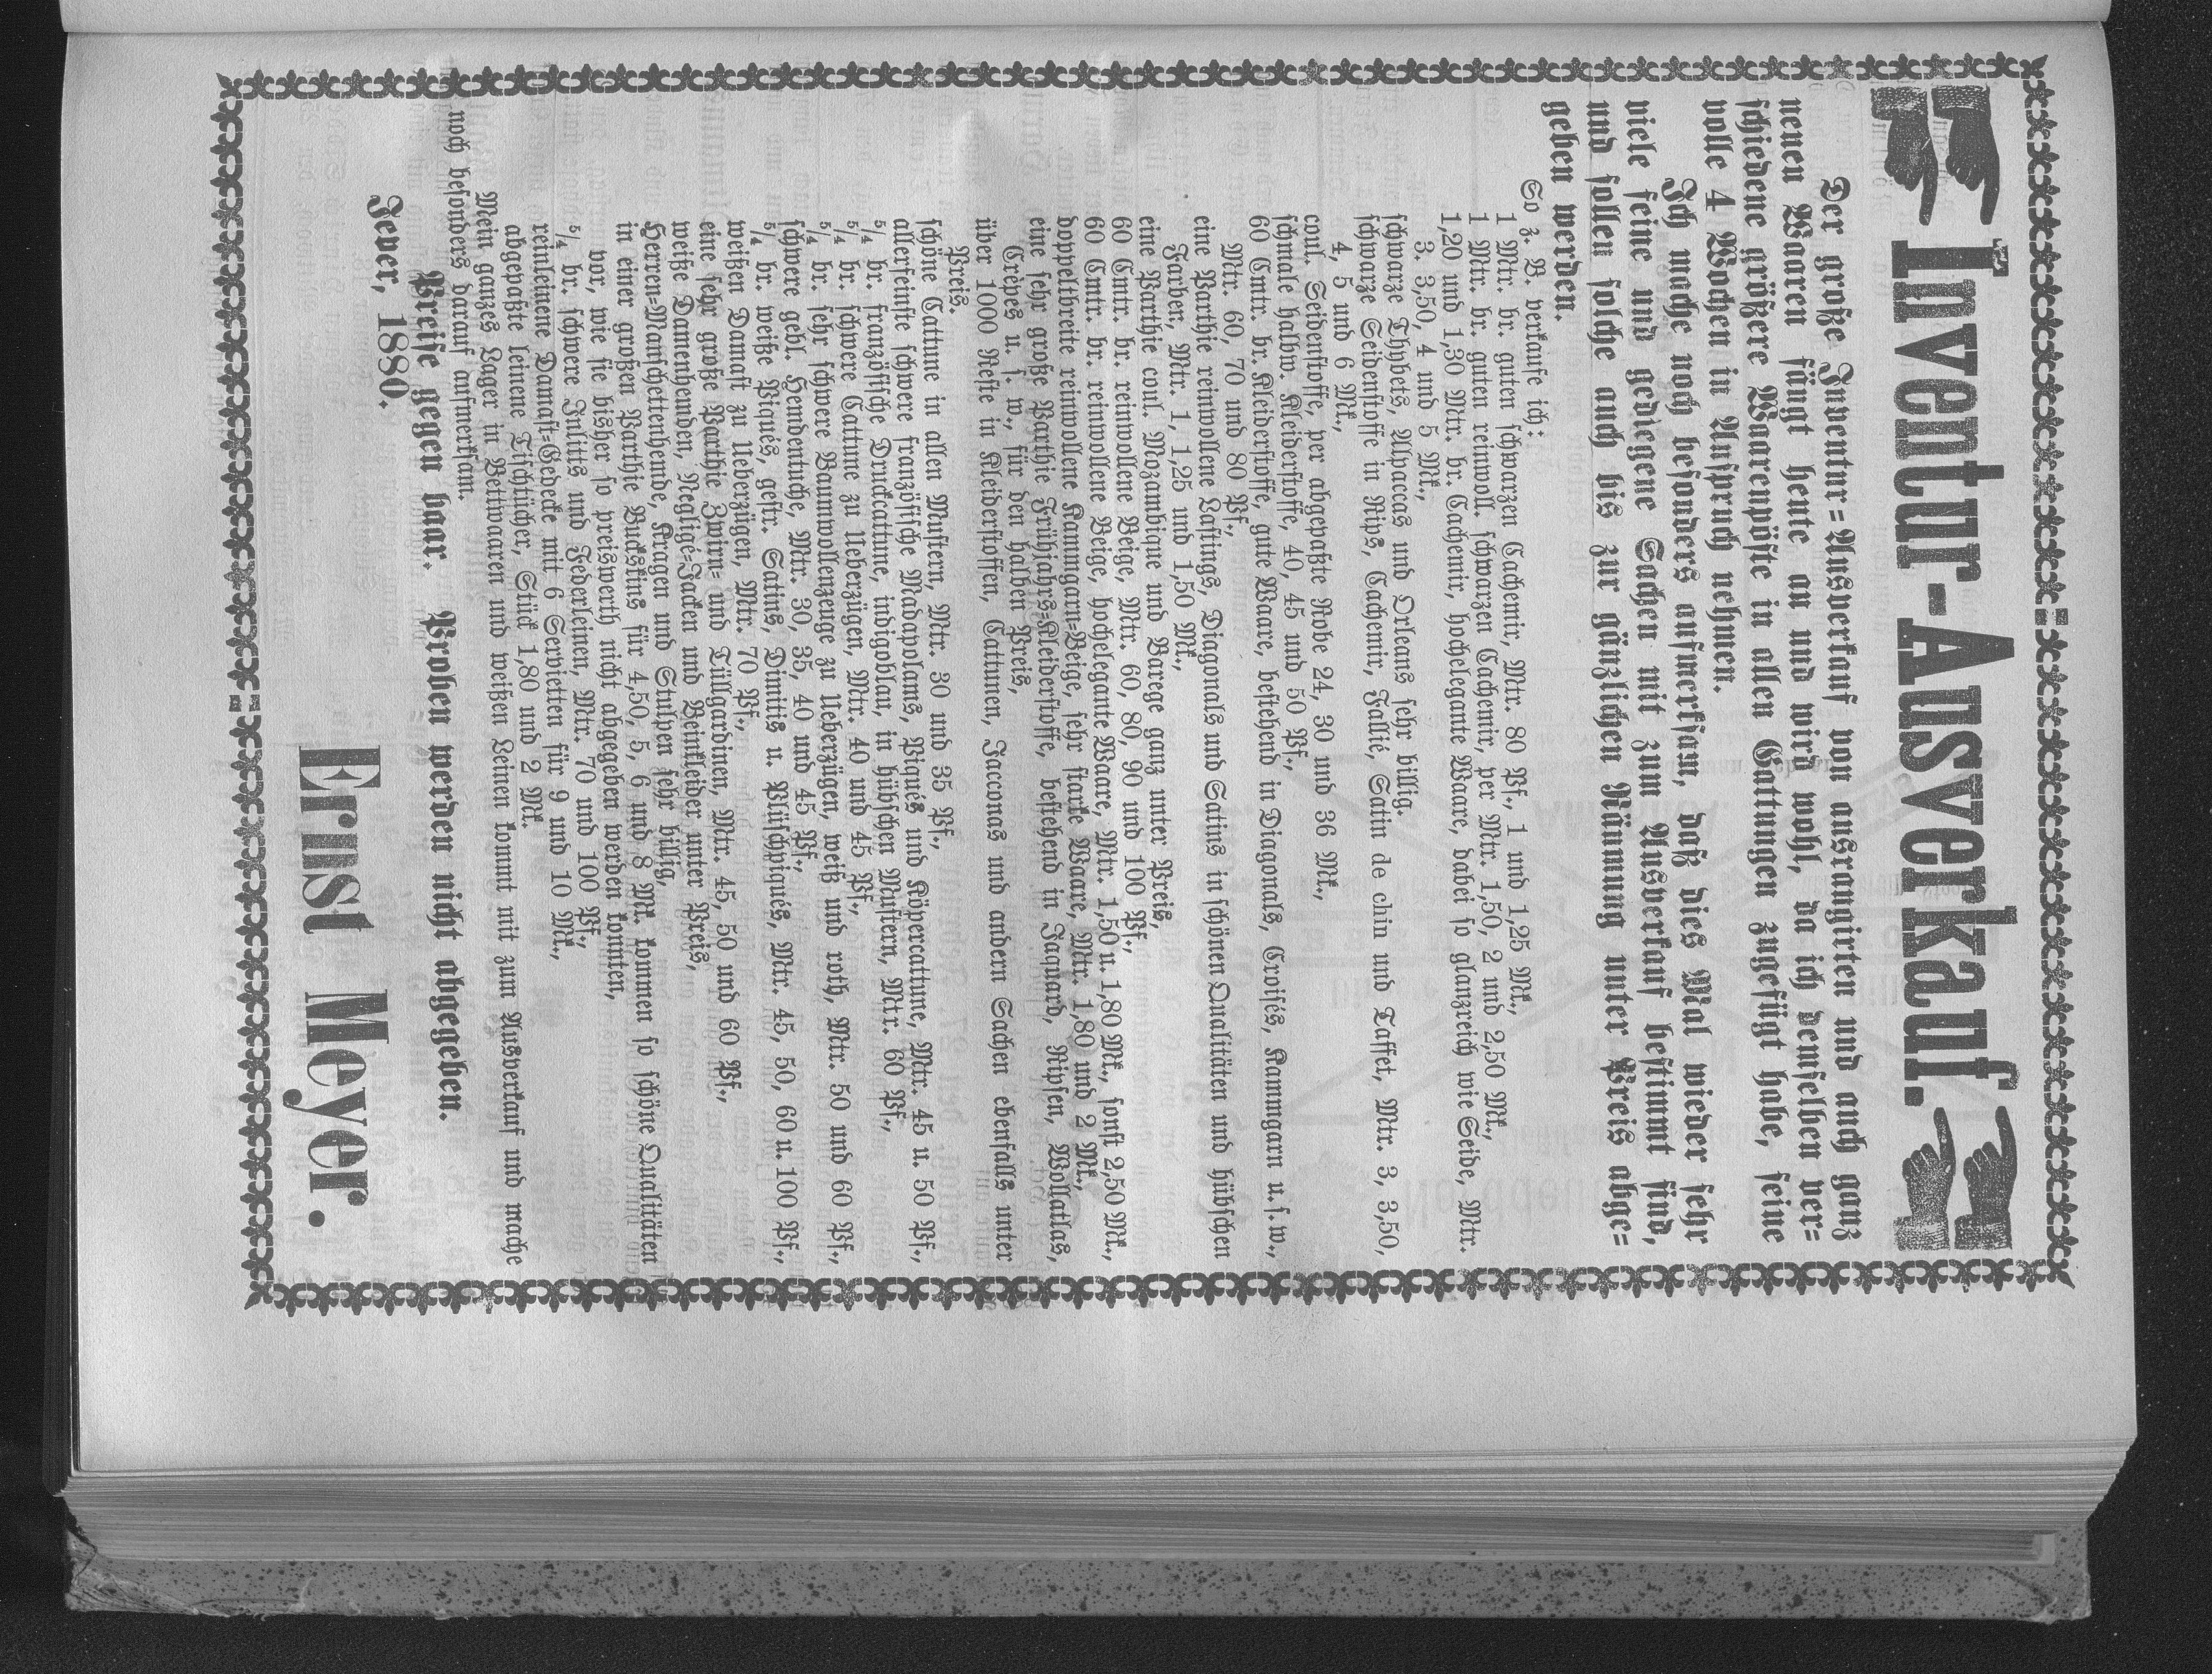 Inventur-Ausverkauf.
Der große Inventur=Ausverkauf von ausrangirten und auch ganz
neuen Waaren fängt heute an und wird wohl, da ich demselben ver=
schiedene größere Waarenpöste in allen Gattungen zugefügt habe, seine
volle 4 Wochen in Anspruch nehmen.
Ich mache noch besonders aufmerksam, daß dies Mal wieder sehr
viele feine und gediegene Sachen mit zum Ausverkauf bestimmt sind,
und sollen solche auch bis zur gänzlichen Räumung unter Preis abge=
geben werden.
So z. B. verkaufe ich:
1 Mtr. br. guten schwarzen Cachemir, Mtr. 80 Pf., 1 und 1,25 Mk.,
1 Mtr. br. guten reinwoll. schwarzen Cachemir, per Mtr. 1,50, 2 und 2,50 Mk.,
1,20 und 1,30 Mtr. br. Cachemir, hochelegante Waare, dabei so glanzreich wie Seide, Mtr.
3. 3,50, 4 und 5 Mk.,
schwarze Thybets, Alpaccas und Orleans sehr billig.
schwarze Seidenstoffe in Rips, Cachemir, Fallié, Satin de chin und Taffet, Mtr. 3, 3,50,
4, 5 und 6 Mk.,
coul. Seidenstoffe, per abgepaßte Robe 24, 30 und 36 Mk.,
schmale halbw. Kleiderstoffe, 40, 45 und 50 Pf.,
60 Cmtr. br. Kleiderstoffe, gute Waare, bestehend in Diagonals, Croisés, Kammgarn u. s. w.,
Mtr. 60, 70 und 80 Pf.,
eine Parthie reinwollene Lastings, Diagonals und Satins in schönen Qualitäten und hübschen
Farben, Mtr. 1, 1,25 und 1,50 Mk.,
eine Parthie coul. Mozambique und Barege ganz unter Preis,
60 Cmtr. br. reinwollene Beige, Mtr. 60, 80, 90 und 100 Pf.,
60 Cmtr. br. reinwollene Beige, hochelegante Waare, Mtr. 1,50 u. 1,80 Mk., sonst 2,50 Mk.,
doppeltbreite reinwollene Kammgarn=Beige, sehr starke Waare, Mtr. 1,80 und 2 Mk.,
eine sehr große Parthie Frühjahrs=Kleiderstoffe, bestehend in Jaquard, Ripsen, Wollatlas,
Crêpes u. s. w., für den halben Preis,
über 1000 Reste in Kleiderstoffen, Cattunen, Jacconas und andern Sachen ebenfalls unter
Preis.
schöne Cattune in allen Mustern, Mtr. 30 und 35 Pf.,
allerfeinste schwere französische Madapolams, Piqués und Köpercattune, Mtr. 45 u. 50 Pf.,
5/4 br. französische Druckcattune, indigoblau, in hübschen Mustern, Mtr. 60 Pf.,
5/4 br. schwere Cattune zu Ueberzügen, Mtr. 40 und 45 Pf.,
5/4 br. sehr schwere Baumwollenzeuge zu Ueberzügen, weiß und roth, Mtr. 50 und 60 Pf.,
schwere gebl. Hemdentuche, Mtr. 30, 35, 40 und 45 Pf.,
5/4 br. weiße Piqués, gestr. Satins, Dimitis u. Plüschpiqués, Mtr. 45, 50, 60 u. 100 Pf.,
weißen Damast zu Ueberzügen, Mtr. 70 Pf.,
eine sehr große Parthie Zwirn= und Tüllgardinen, Mtr. 45, 50 und 60 Pf.,
weiße Damenhemden, Negligé=Jacken und Beinkleider unter Preis,
Herren=Manschettenhemde, Kragen und Stulpen sehr billig,
in einer großen Parthie Buckskins für 4,50, 5, 6 und 8 Mk. kommen so schöne Qualitäten
vor, wie sie bisher so preiswerth nicht abgegeben werden konnten,
5/4 br. schwere Inlitts und Federleinen, Mtr. 70 und 100 Pf.,
reinleinene Damast=Gedecke mit 6 Servietten für 9 und 10 Mk.,
abgepaßte leinene Tischtücher, Stück 1,80 und 2 Mk.
Mein ganzes Lager in Bettwaaren und weißen Leinen kommt mit zum Ausverkauf und mache
noch besonders darauf aufmerksam.
Preise gegen baar. Proben werden nicht abgegeben.
Jever, 1880.
Ernst Meyer.